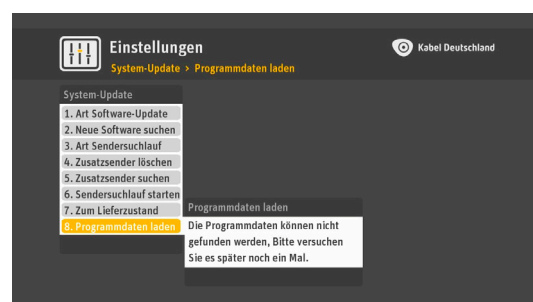 Einstellungen
Kabel Deutschland
System-Update > Programmdaten laden
System-Update
1. Art Software-Update
2. Neue Software suchen
3. Art Sendersuchlauf
4. Zusatzsender löschen
5. Zusatzsender suchen
6. Sendersuchlauf starten
7. Zum Lieferzustand
8. Programmdaten laden
Programmdaten laden
Die Programmdaten können nicht
gefunden werden, Bitte versuchen
Sie es später noch ein Mal.